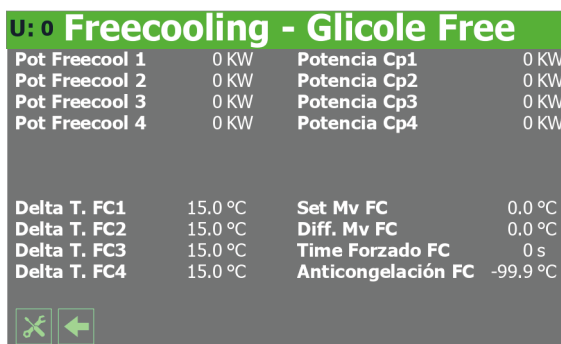 U: 0 Freecooling - Glicole Free
Pot Freecool 1 0 KW Potencia Cp1 0 KW
Pot Freecool 2 0 KW Potencia Cp2 0 KW
Pot Freecool 3 0 KW Potencia Cp3 0 KW
Pot Freecool 4 0 KW Potencia Cp4 0 KW
Delta T. FC1 15.0 °C Set Mv FC 0.0 °C
Delta T. FC2 15.0 °C Diff. Mv FC 0.0 °C
Delta T. FC3 15.0 °C Time Forzado FC 0 s
Delta T. FC4 15.0 °C Anticongelación FC -99.9 °C